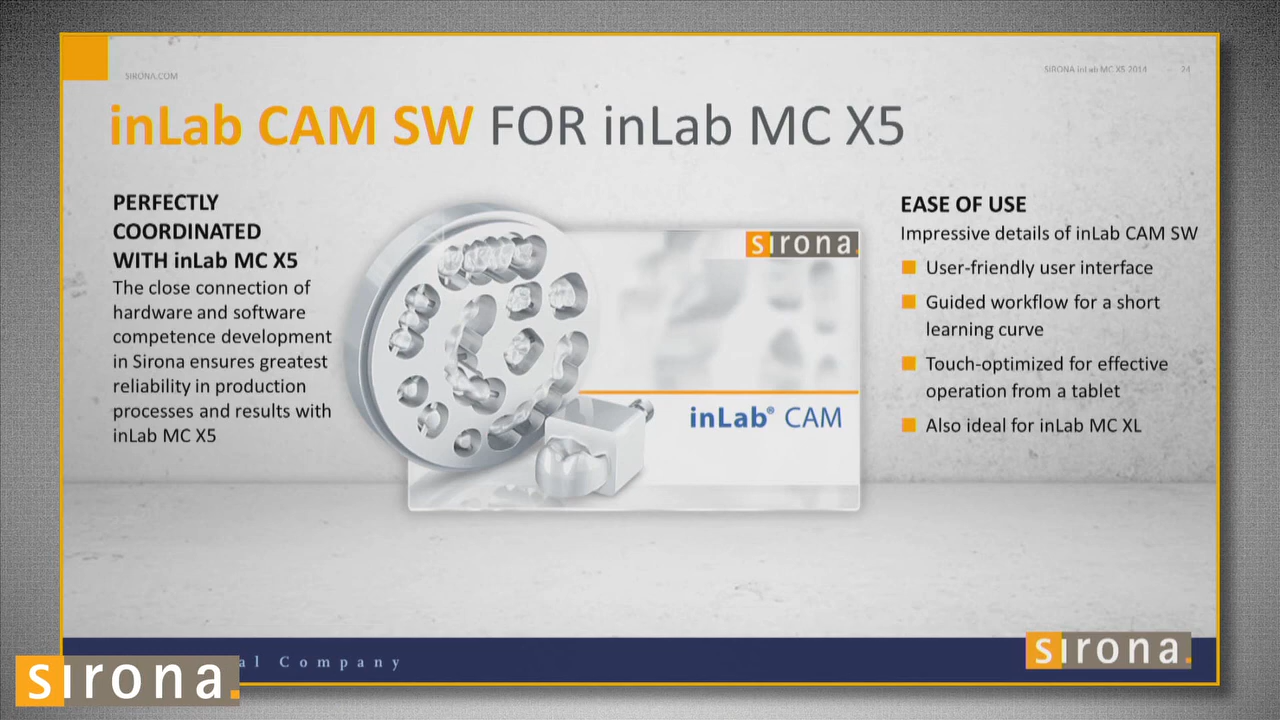 SIRONA.COM
SIRONA inLab MC X5 2014 24
inLab CAM SW FOR inLab MC X5
PERFECTLY
COORDINATED
WITH inLab MC X5
The close connection of
hardware and software
competence development
in Sirona ensures greatest
reliability in production
processes and results with
inLab MC X5
sirona.
inLab® CAM
EASE OF USE
Impressive details of inLab CAM SW
User-friendly user interface
Guided workflow for a short
learning curve
Touch-optimized for effective
operation from a tablet
Also ideal for inLab MC XL
al Company
sirona.
sirona.